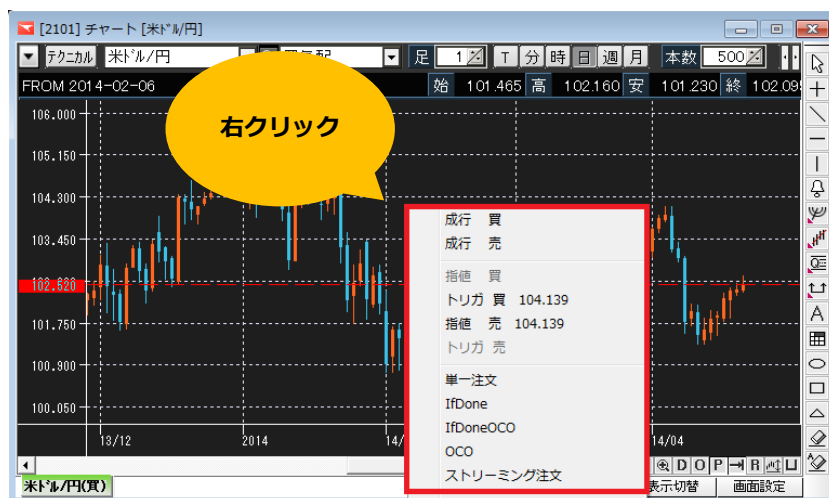 [2101] チャート [米ドル/円]
テクニカル 米ドル/円 足 1 T 分 時 日 週 月 本数 500
FROM 2014-02-06 始 101.465 高 102.160 安 101.230 終 102.09
右クリック
106.000
105.150
104.300
103.450
102.520
101.750
100.900
100.050
成行 買
成行 売
指値 買
トリガ 買 104.139
指値 売 104.139
トリガ 売
単一注文
IfDone
IfDoneOCO
OCO
ストリーミング注文
13/12 2014 14/ 14/04
D O P R
米ドル/円(買) 表示切替 画面設定